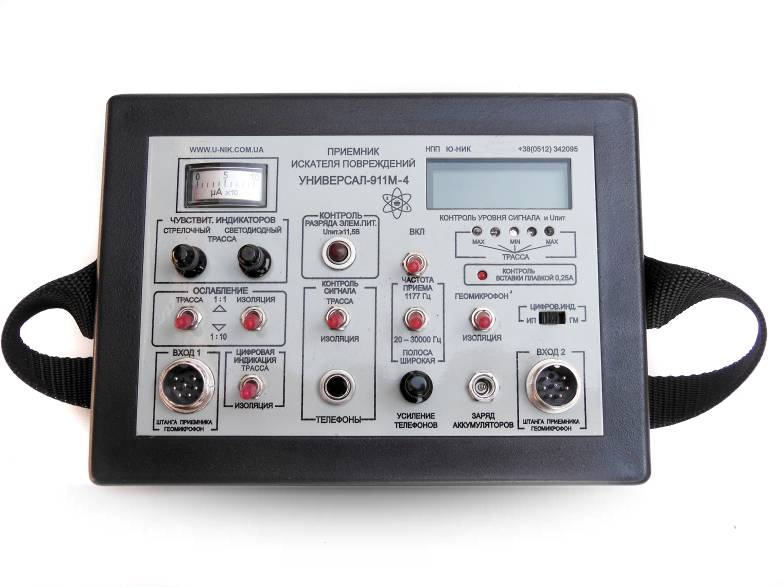 WWW.U-NIK.COM.UA
0 5 10
μA x10
ПРИЕМНИК
ИСКАТЕЛЯ ПОВРЕЖДЕНИЙ
УНИВЕРСАЛ-911М-4
НПП Ю-НИК +38(0512) 342095
ЧУВСТВИТ. ИНДИКАТОРОВ
СТРЕЛОЧНЫЙ СВЕТОДИОДНЫЙ
ТРАССА
КОНТРОЛЬ
РАЗРЯДА ЭЛЕМ.ПИТ.
Uпит.≥11,5В
ВКЛ
КОНТРОЛЬ УРОВНЯ СИГНАЛА и Uпит
MAX MIN MAX
ТРАССА
КОНТРОЛЬ
ВСТАВКИ ПЛАВКОЙ 0,25А
ОСЛАБЛЕНИЕ
ТРАССА 1:1 ИЗОЛЯЦИЯ
1:10
КОНТРОЛЬ
СИГНАЛА
ТРАССА
ИЗОЛЯЦИЯ
ЧАСТОТА
ПРИЕМА
1177 Гц
20 – 30000 Гц
ПОЛОСА
ШИРОКАЯ
ГЕОМИКРОФОН
ИЗОЛЯЦИЯ
ЦИФРОВ.ИНД.
ИП ГМ
ВХОД 1
ШТАНГА ПРИЕМНИКА
ГЕОМИКРОФОН
ЦИФРОВАЯ
ИНДИКАЦИЯ
ТРАССА
ИЗОЛЯЦИЯ
ТЕЛЕФОНЫ
УСИЛЕНИЕ
ТЕЛЕФОНОВ
ЗАРЯД
АККУМУЛЯТОРОВ
ВХОД 2
ШТАНГА ПРИЕМНИКА
ГЕОМИКРОФОН